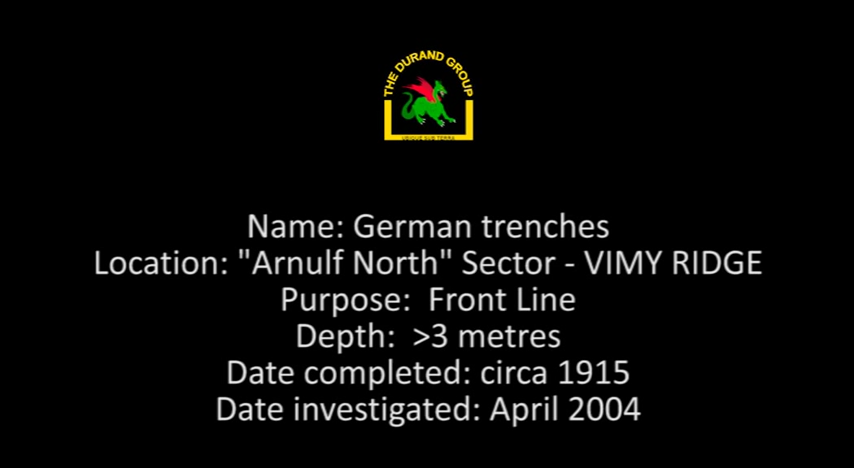 THE DURAND GROUP
UBIQUE SUB TERRA
Name: German trenches
Location: "Arnulf North" Sector - VIMY RIDGE
Purpose:  Front Line
Depth:  >3 metres
Date completed: circa 1915
Date investigated: April 2004